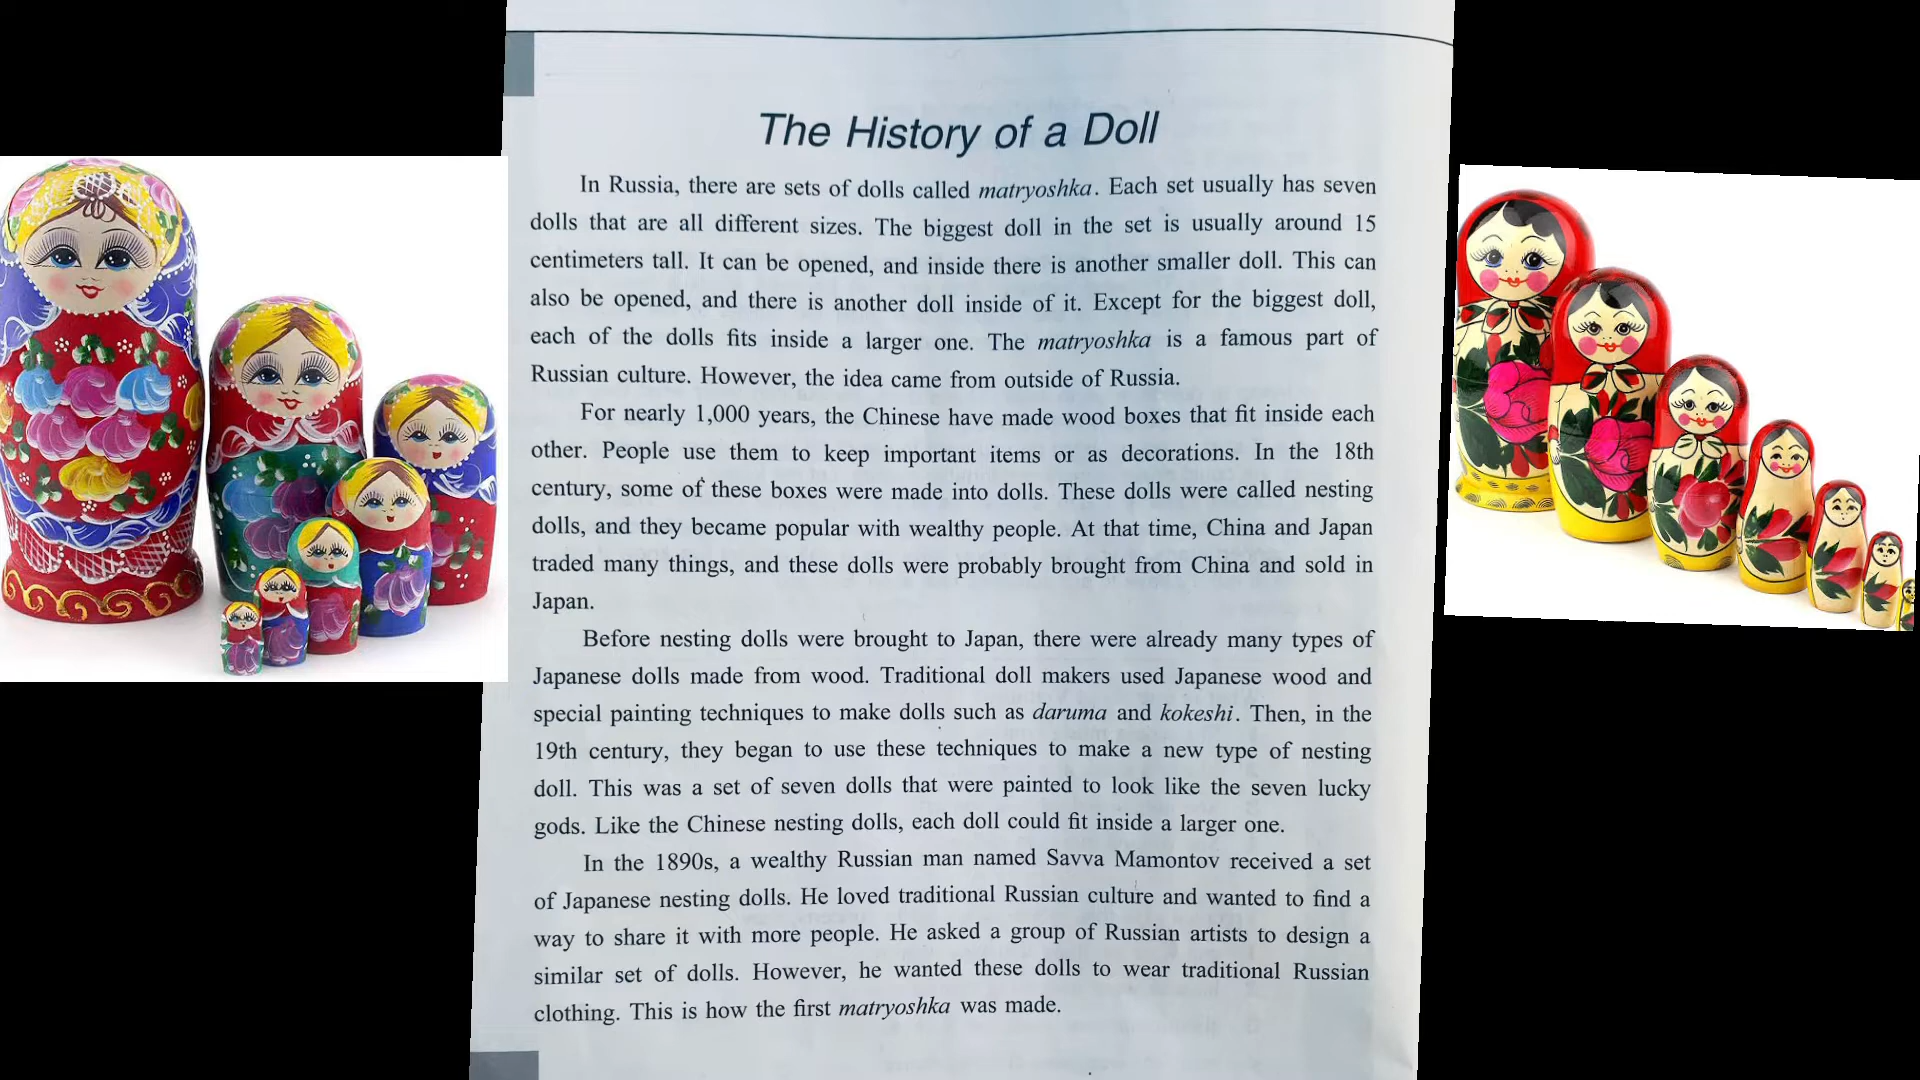 The History of a Doll
In Russia, there are sets of dolls called matryoshka. Each set usually has seven
dolls that are all different sizes. The biggest doll in the set is usually around 15
centimeters tall. It can be opened, and inside there is another smaller doll. This can
also be opened, and there is another doll inside of it. Except for the biggest doll,
each of the dolls fits inside a larger one. The matryoshka is a famous part of
Russian culture. However, the idea came from outside of Russia.
For nearly 1,000 years, the Chinese have made wood boxes that fit inside each
other. People use them to keep important items or as decorations. In the 18th
century, some of these boxes were made into dolls. These dolls were called nesting
dolls, and they became popular with wealthy people. At that time, China and Japan
traded many things, and these dolls were probably brought from China and sold in
Japan.
Before nesting dolls were brought to Japan, there were already many types of
Japanese dolls made from wood. Traditional doll makers used Japanese wood and
special painting techniques to make dolls such as daruma and kokeshi. Then, in the
19th century, they began to use these techniques to make a new type of nesting
doll. This was a set of seven dolls that were painted to look like the seven lucky
gods. Like the Chinese nesting dolls, each doll could fit inside a larger one.
In the 1890s, a wealthy Russian man named Savva Mamontov received a set
of Japanese nesting dolls. He loved traditional Russian culture and wanted to find a
way to share it with more people. He asked a group of Russian artists to design a
similar set of dolls. However, he wanted these dolls to wear traditional Russian
clothing. This is how the first matryoshka was made.